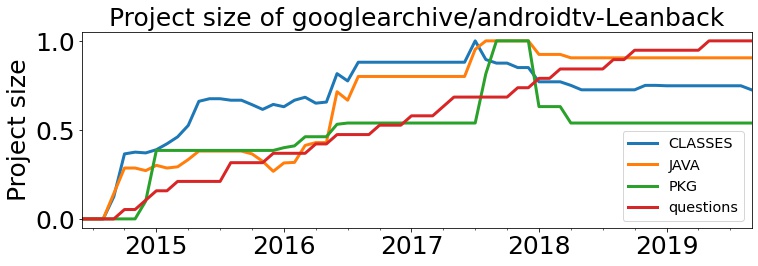 Project size of googlearchive/androidtv-Leanback
Project size
1.0
0.5
0.0
CLASSES
JAVA
PKG
questions
2015 2016 2017 2018 2019